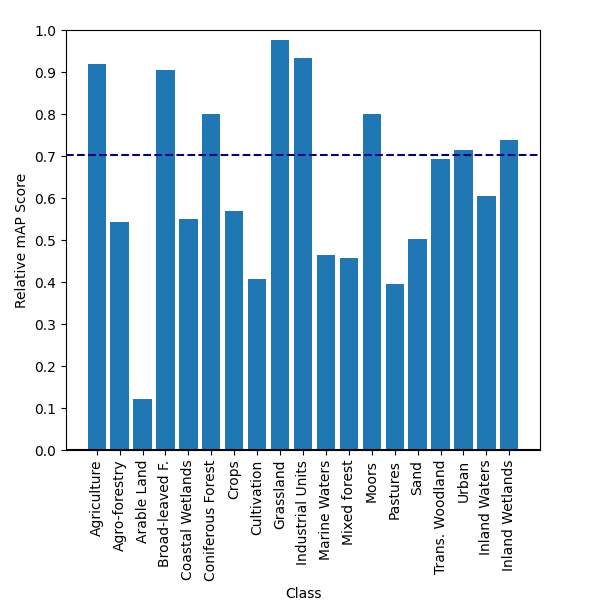 1.0
0.9
0.8
0.7
0.6
0.5
0.4
0.3
0.2
0.1
0.0
Relative mAP Score
Agriculture
Agro-forestry
Arable Land
Broad-leaved F.
Coastal Wetlands
Coniferous Forest
Crops
Cultivation
Grassland
Industrial Units
Marine Waters
Mixed forest
Moors
Pastures
Sand
Trans. Woodland
Urban
Inland Waters
Inland Wetlands
Class